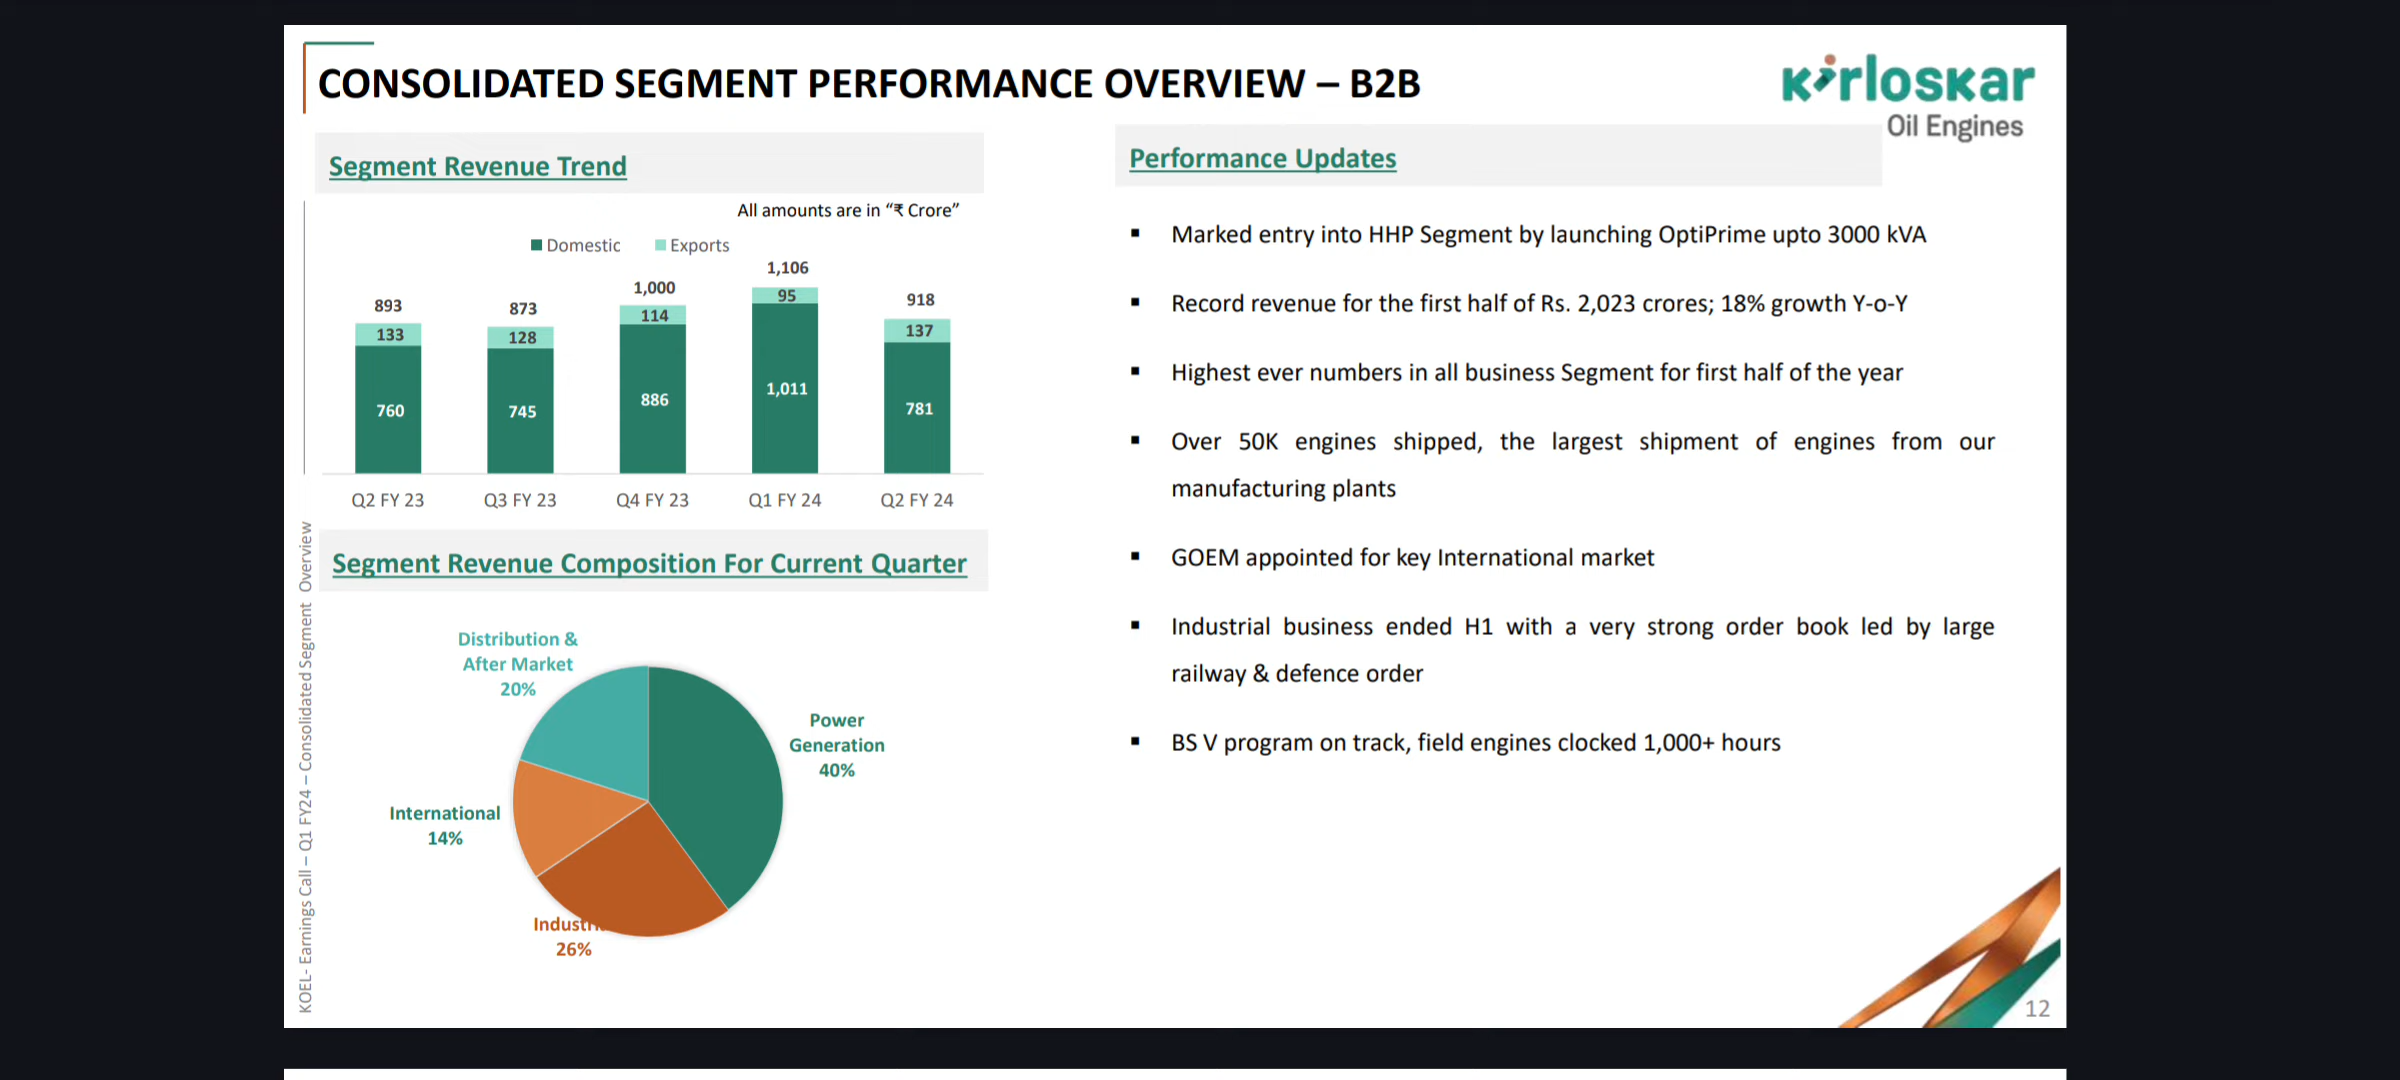 CONSOLIDATED SEGMENT PERFORMANCE OVERVIEW – B2B
Kirloskar
Oil Engines
Segment Revenue Trend
All amounts are in “₹ Crore”
Domestic Exports
893 873 1,000 1,106 918
133 128 114 95 137
760 745 886 1,011 781
Q2 FY 23 Q3 FY 23 Q4 FY 23 Q1 FY 24 Q2 FY 24
Segment Revenue Composition For Current Quarter
Distribution &
After Market
20%
Power
Generation
40%
International
14%
26%
KOEL- Earnings Call – Q1 FY24 – Consolidated Segment Overview
Performance Updates
▪ Marked entry into HHP Segment by launching OptiPrime upto 3000 kVA
▪ Record revenue for the first half of Rs. 2,023 crores; 18% growth Y-o-Y
▪ Highest ever numbers in all business Segment for first half of the year
▪ Over 50K engines shipped, the largest shipment of engines from our
manufacturing plants
▪ GOEM appointed for key International market
▪ Industrial business ended H1 with a very strong order book led by large
railway & defence order
▪ BS V program on track, field engines clocked 1,000+ hours
12